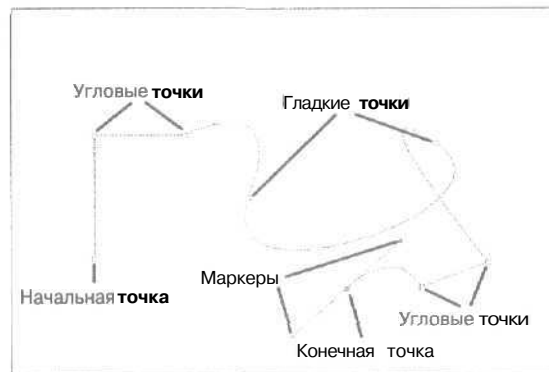 Угловые точки
Гладкие точки
Маркеры
Начальная точка
Угловые точки
Конечная точка